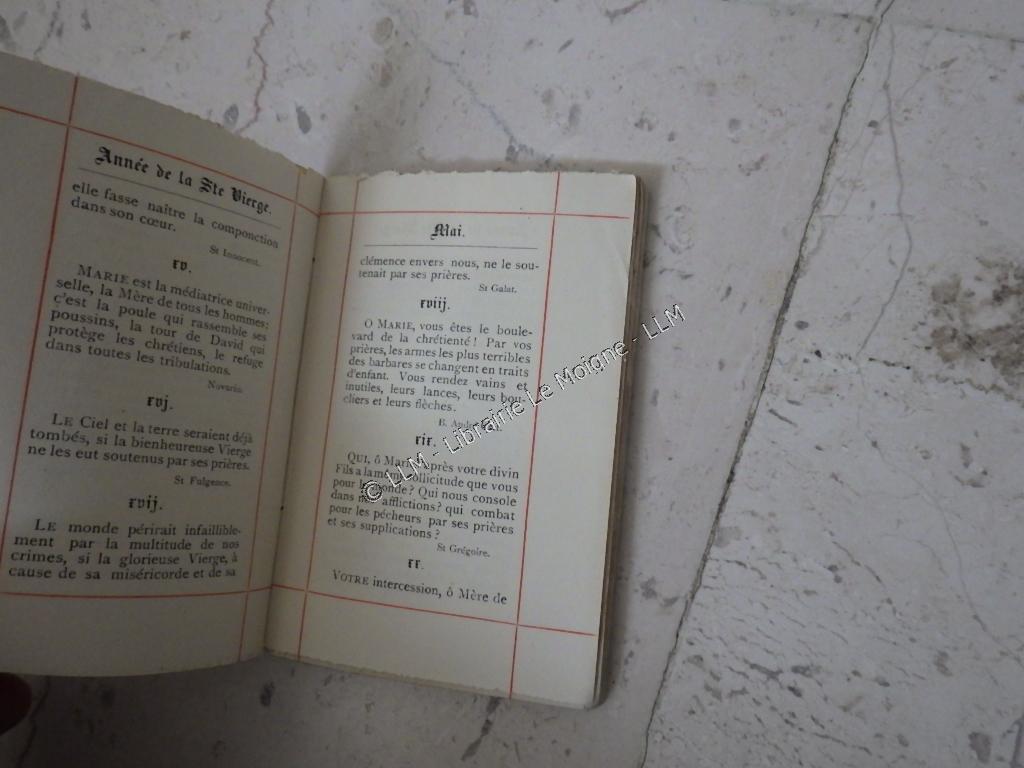 Année de la Ste Vierge.
elle fasse naître la componction
dans son cœur.
St Innocent.
xv.
MARIE est la médiatrice univer-
selle, la Mère de tous les hommes;
c'est la poule qui rassemble ses
poussins, la tour de David qui
protège les chrétiens, le refuge
dans toutes les tribulations.
Novarin.
xvj.
LE Ciel et la terre seraient déjà
tombés, si la bienheureuse Vierge
ne les eut soutenus par ses prières.
St Fulgence.
xvij.
LE monde périrait infaillible-
ment par la multitude de nos
crimes, si la glorieuse Vierge, à
cause de sa miséricorde et de sa
Mai.
clémence envers nous, ne le sou-
tenait par ses prières.
St Galat.
xviij.
O MARIE, vous êtes le boule-
vard de la chrétienté! Par vos
prières, les armes les plus terribles
des barbares se changent en traits
d'enfant. Vous rendez vains et
inutiles, leurs lances, leurs bou-
cliers et leurs flèches.
B.
xix.
QUI, ô Marie, après votre divin
Fils a la même sollicitude que vous
pour le monde? Qui nous console
dans nos afflictions? qui combat
pour les pécheurs par ses prières
et ses supplications?
St Grégoire.
xx.
VOTRE intercession, ô Mère de
© LLM - Librairie Le Moigne - LLM